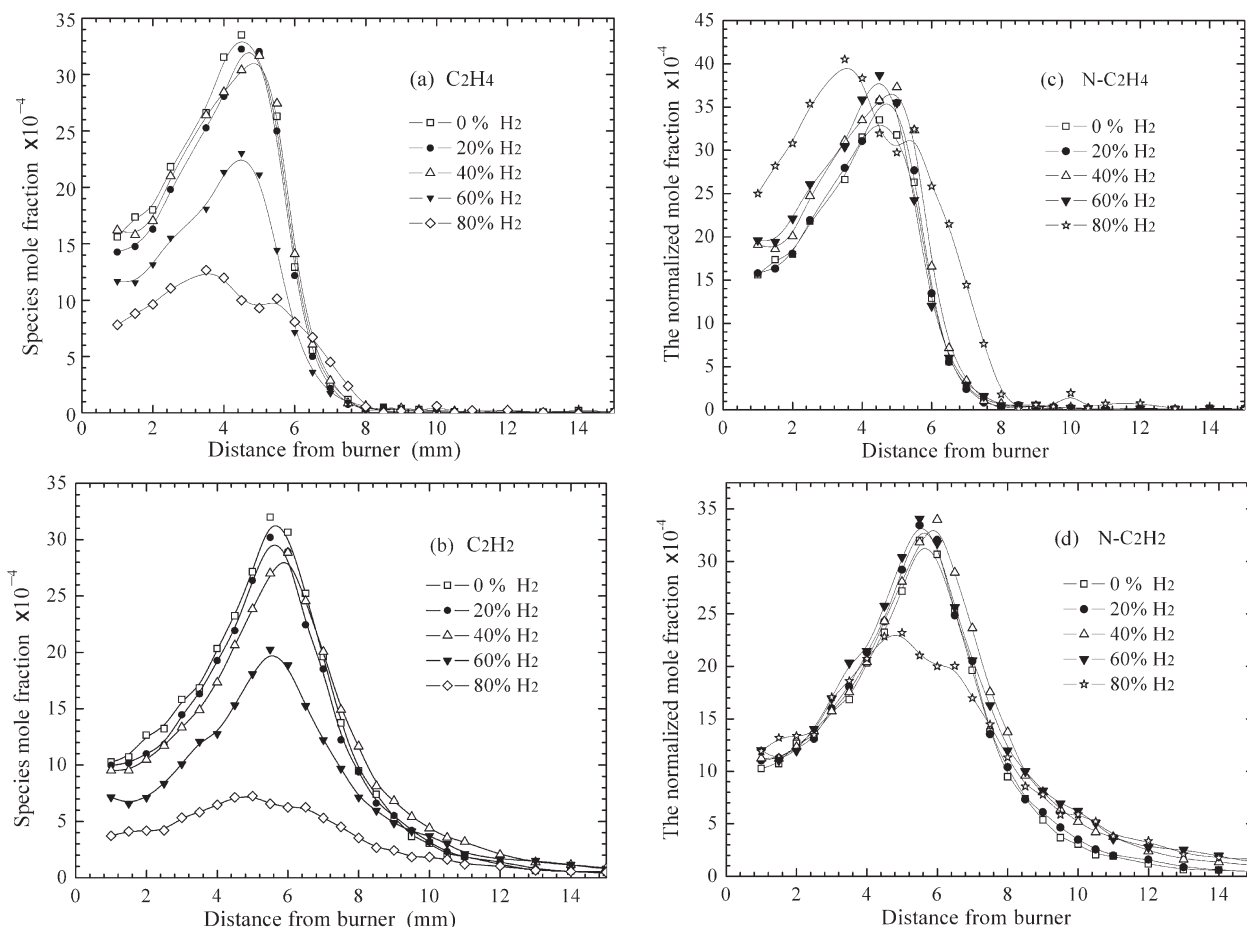 35
30
25
20
15
10
5
0
0
2
4
6
8
10
12
14
Species mole fraction x10⁻⁴
Distance from burner (mm)
(a) C2H4
0 % H2
20% H2
40% H2
60% H2
80% H2
45
40
35
30
25
20
15
10
5
0
0
2
4
6
8
10
12
14
The normalized mole fraction x10⁻⁴
Distance from burner
(c) N-C2H4
0 % H2
20% H2
40% H2
60% H2
80% H2
35
30
25
20
15
10
5
0
0
2
4
6
8
10
12
14
Species mole fraction x10⁻⁴
Distance from burner (mm)
(b) C2H2
0 % H2
20% H2
40% H2
60% H2
80% H2
35
30
25
20
15
10
5
0
0
2
4
6
8
10
12
14
The normalized mole fraction x10⁻⁴
Distance from burner
(d) N-C2H2
0 % H2
20% H2
40% H2
60% H2
80% H2